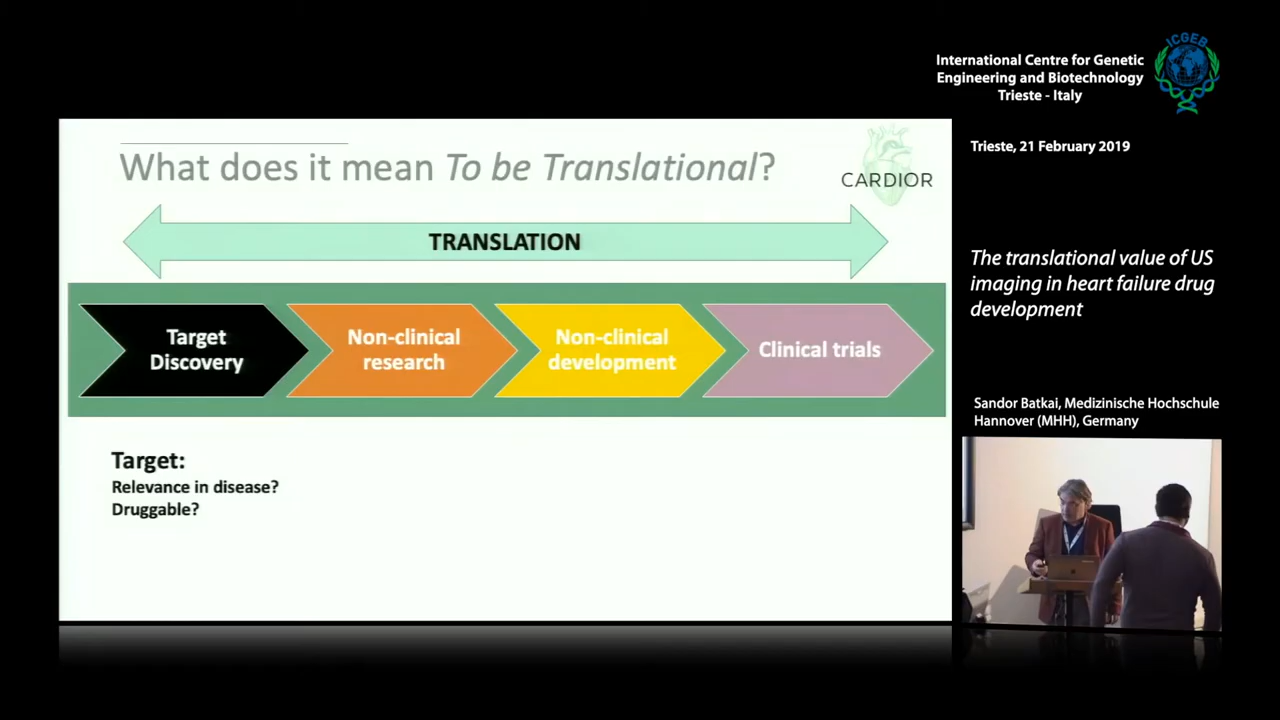 ICGEB
International Centre for Genetic
Engineering and Biotechnology
Trieste - Italy
Trieste, 21 February 2019
What does it mean To be Translational?
CARDIOR
TRANSLATION
Target
Discovery
Non-clinical
research
Non-clinical
development
Clinical trials
Target:
Relevance in disease?
Druggable?
The translational value of US
imaging in heart failure drug
development
Sandor Batkai, Medizinische Hochschule
Hannover (MHH), Germany